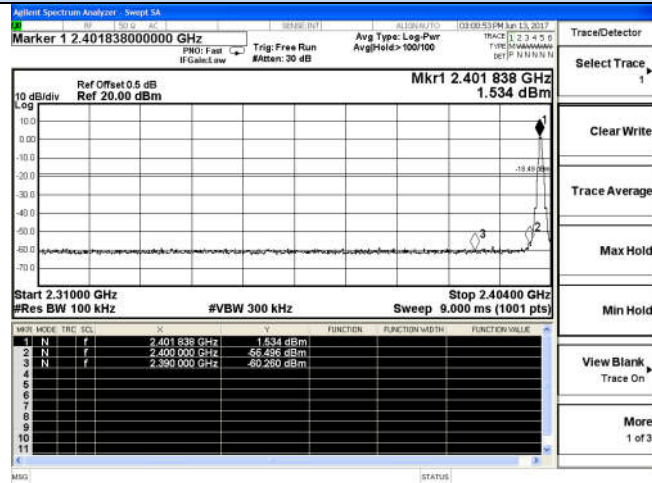 Agilent Spectrum Analyzer - Swept SA
RF 50 Ω AC SENSE:INT ALIGN AUTO 03:00:53 PM Jun 13, 2017
Marker 1 2.401838000000 GHz
PNO: Fast
IFGain:Low
Trig: Free Run
#Atten: 30 dB
Avg Type: Log-Pwr
Avg|Hold>100/100
TRACE 1 2 3 4 5 6
TYPE MWWWWW
DET P N N N N N
Trace/Detector
Select Trace
1
Clear Write
Trace Average
Max Hold
Min Hold
View Blank
Trace On
More
1 of 3
Mkr1 2.401 838 GHz
1.534 dBm
Ref Offset 0.5 dB
10 dB/div Ref 20.00 dBm
Log
10.0
0.00
-10.0
-20.0
-30.0
-40.0
-50.0
-60.0
-70.0
1
-18.49 dBm
3
2
Start 2.31000 GHz Stop 2.40400 GHz
#Res BW 100 kHz #VBW 300 kHz Sweep 9.000 ms (1001 pts)
MKR MODE TRC SCL X Y FUNCTION FUNCTION WIDTH FUNCTION VALUE
1 N f 2.401 838 GHz 1.534 dBm
2 N f 2.400 000 GHz -56.496 dBm
3 N f 2.390 000 GHz -60.260 dBm
4
5
6
7
8
9
10
11
MSG STATUS